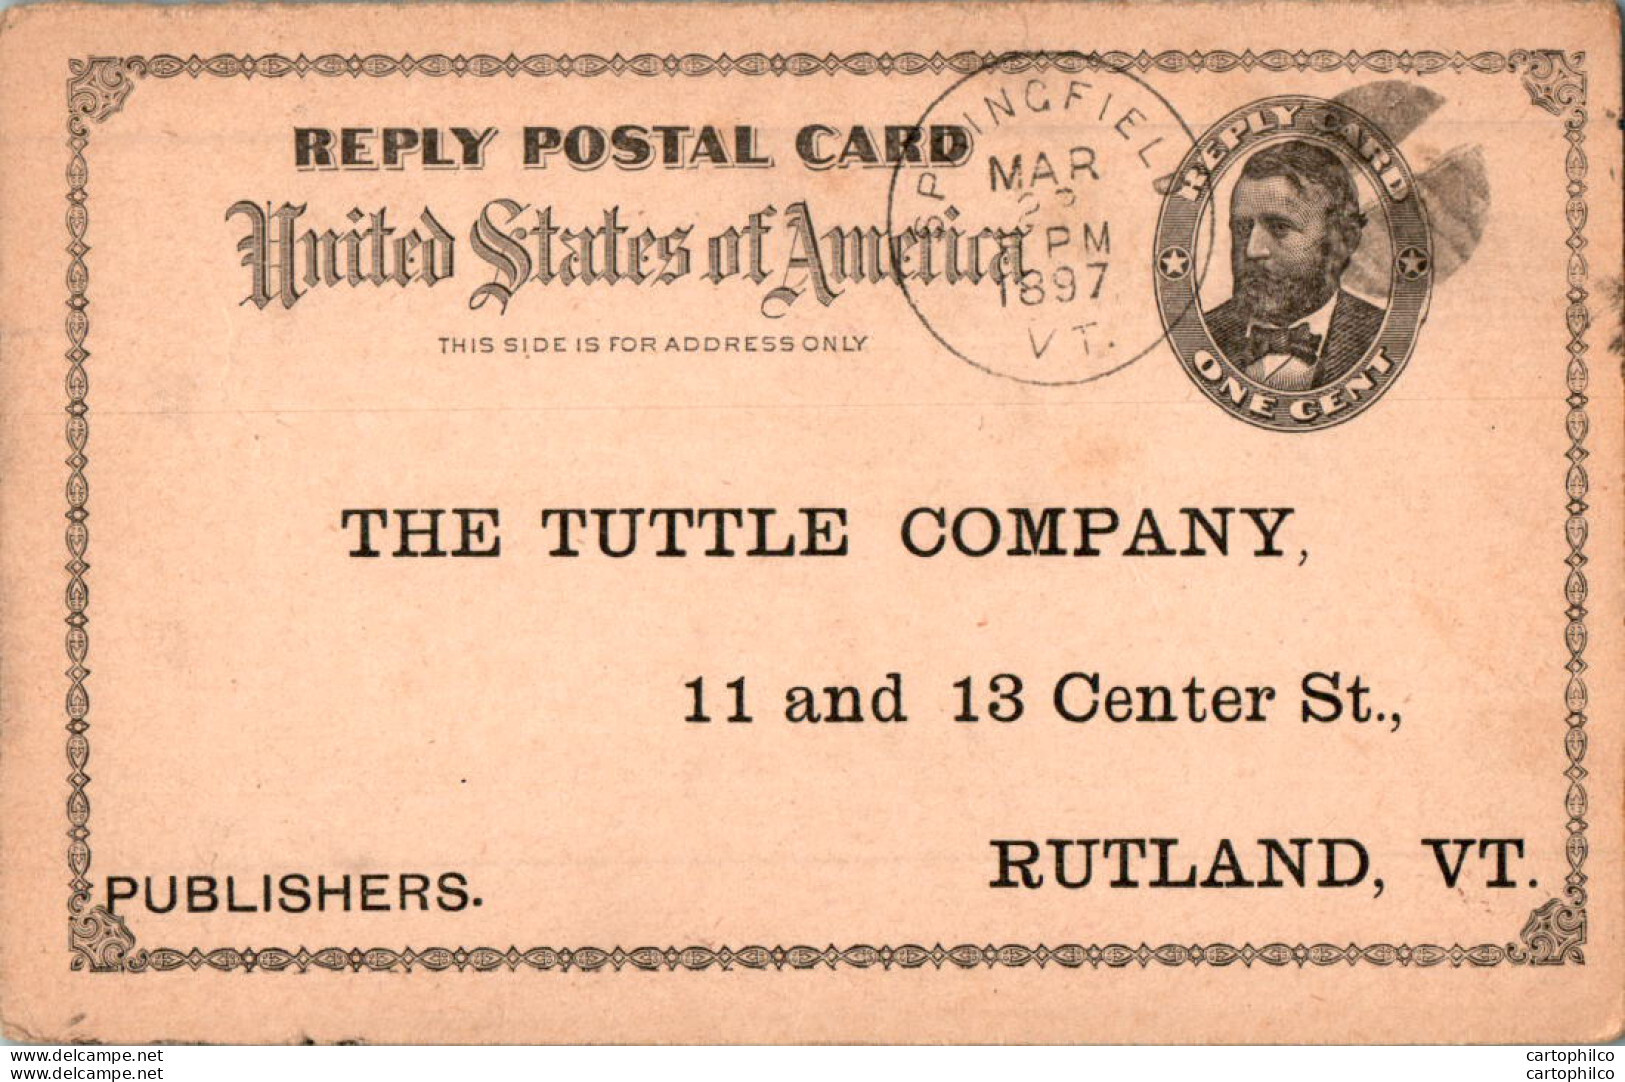 REPLY POSTAL CARD
United States of America
THIS SIDE IS FOR ADDRESS ONLY
SPRINGFIELD
MAR
PM
1897
VT.
REPLY CARD
ONE CENT
THE TUTTLE COMPANY,
11 and 13 Center St.,
RUTLAND, VT.
PUBLISHERS.
www.delcampe.net
www.delcampe.net
cartophilco
cartophilco